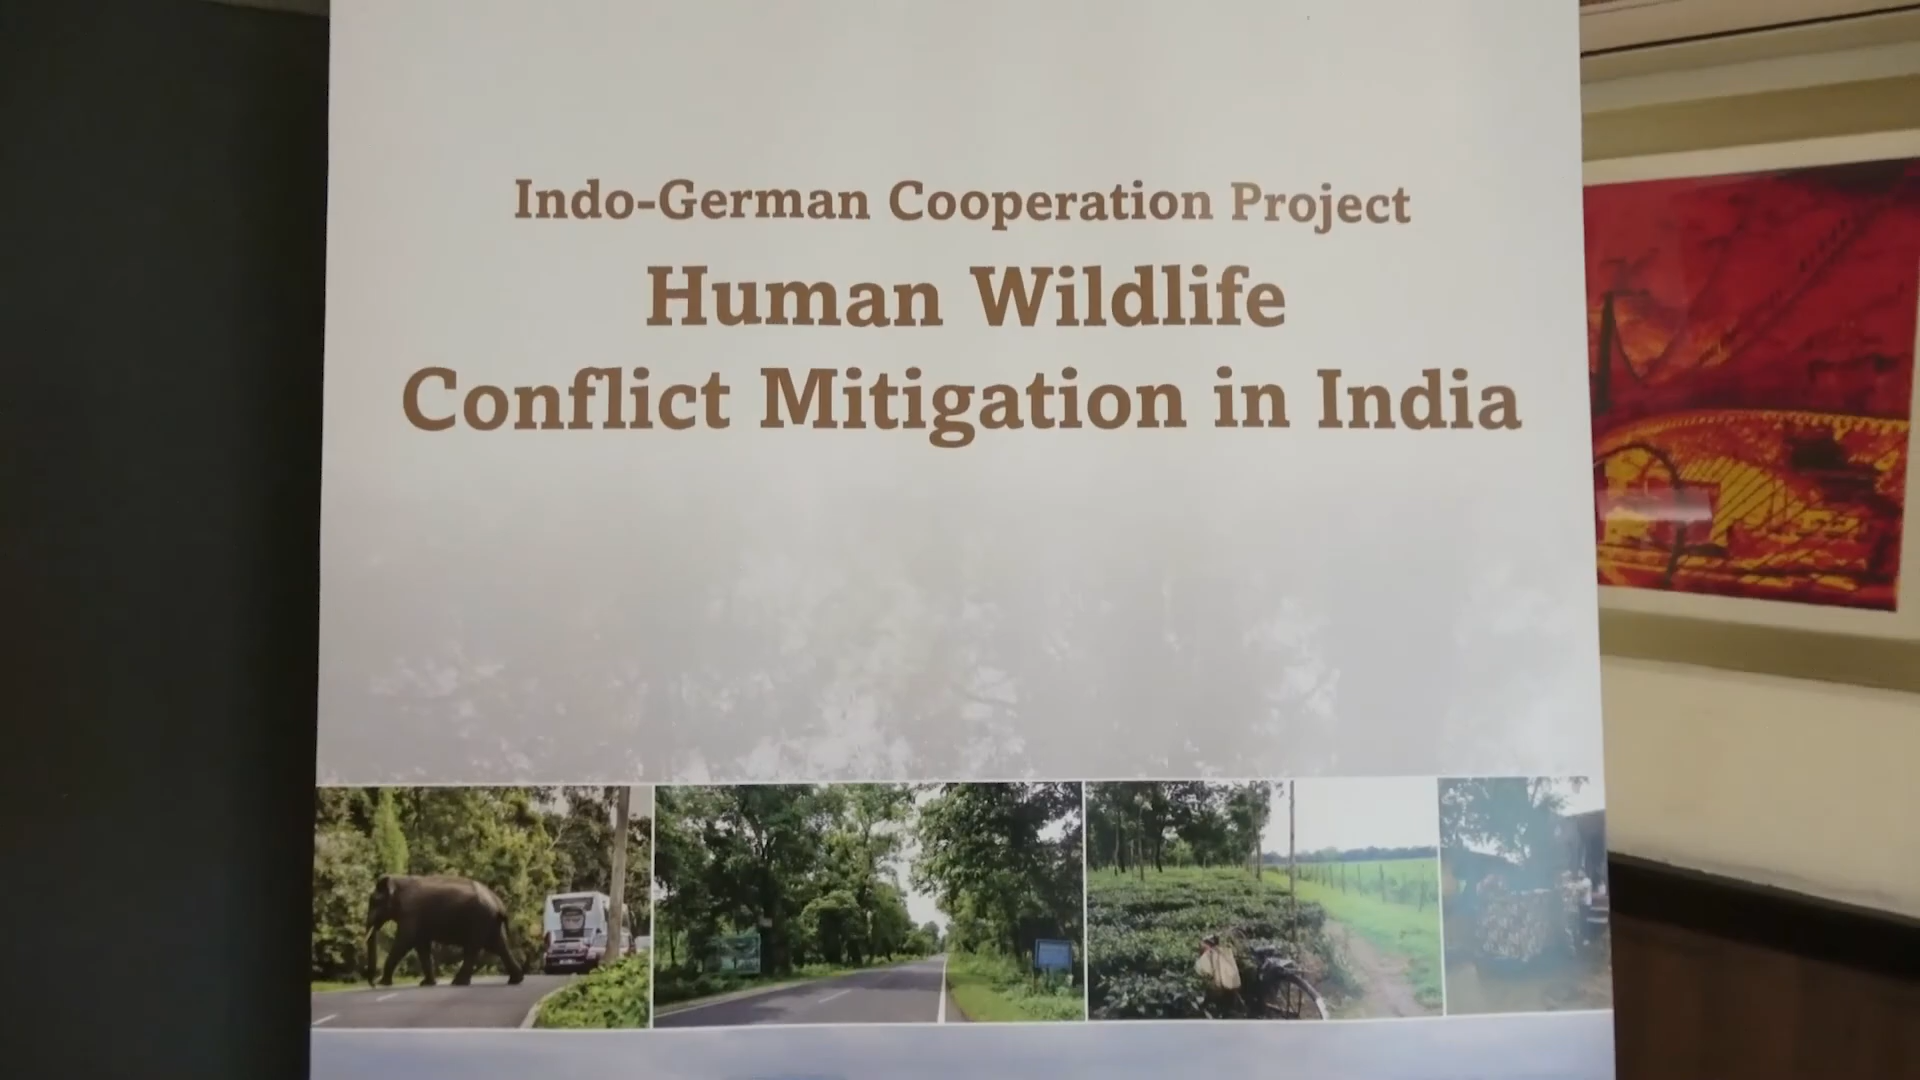 Indo-German Cooperation Project
Human Wildlife
Conflict Mitigation in India